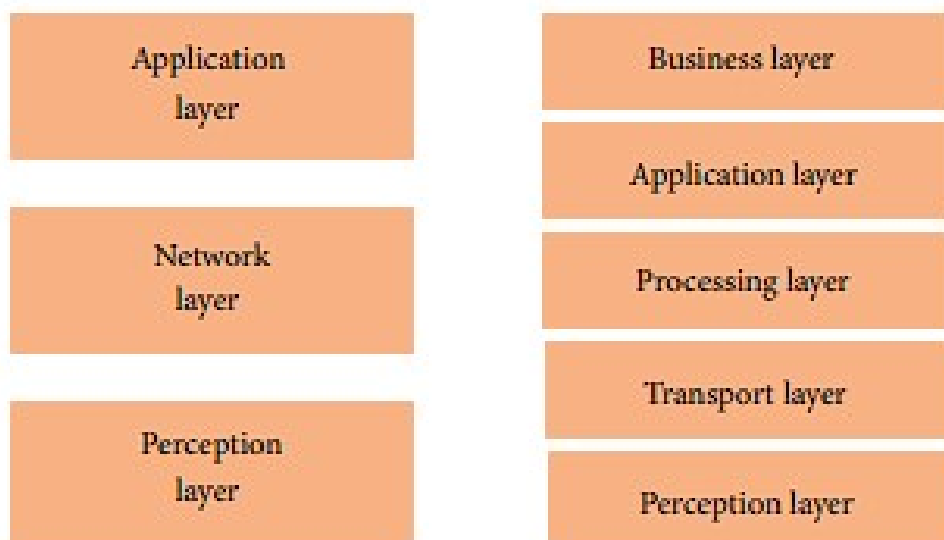 Application
layer
Network
layer
Perception
layer
Business layer
Application layer
Processing layer
Transport layer
Perception layer